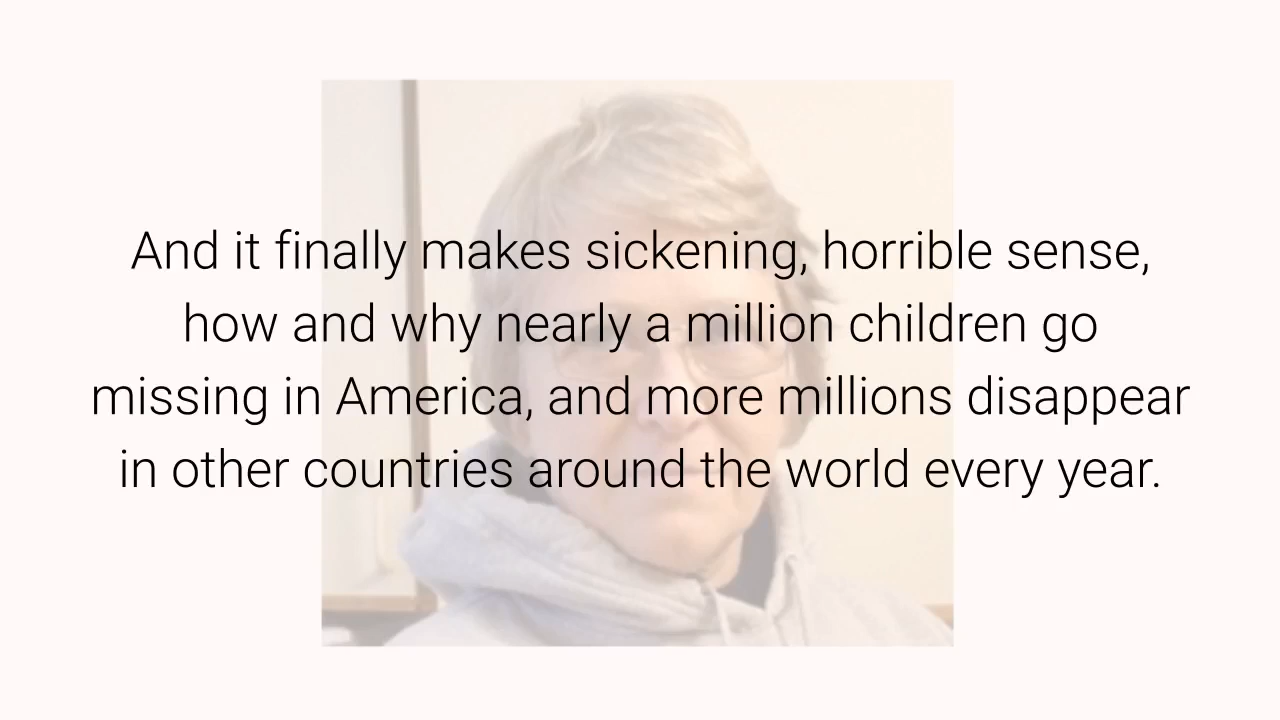 And it finally makes sickening, horrible sense,
how and why nearly a million children go
missing in America, and more millions disappear
in other countries around the world every year.